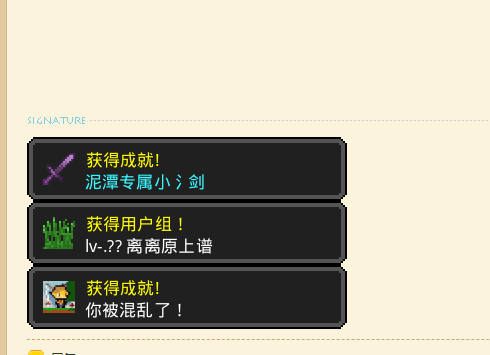 SIGNATURE
获得成就!
泥潭专属小氵剑
获得用户组！
lv-.?? 离离原上谱
获得成就!
你被混乱了！